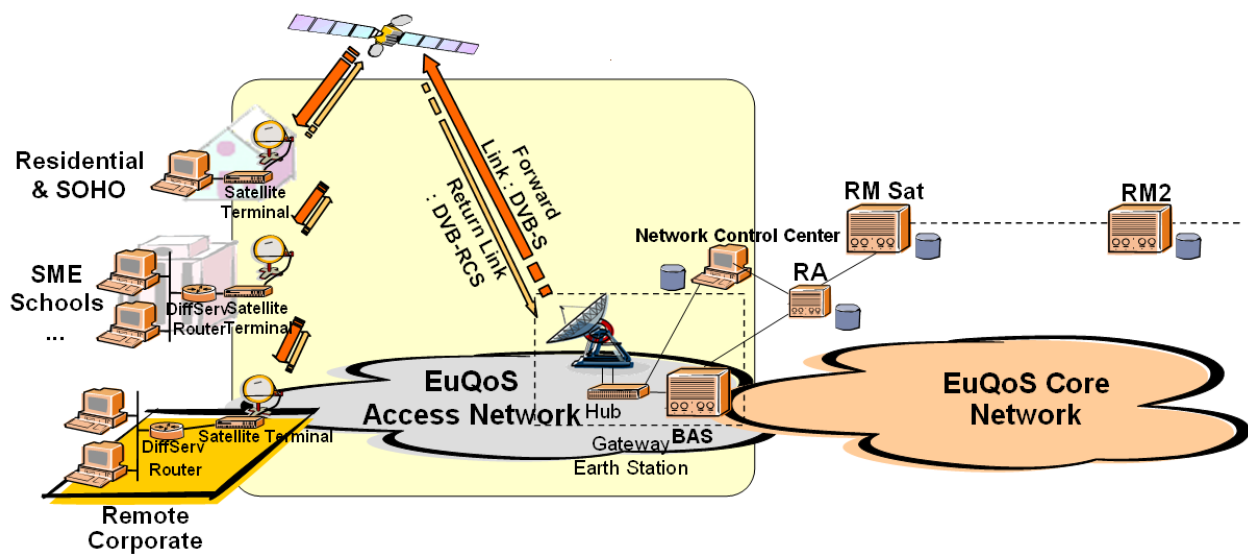 Residential
& SOHO
Satellite
Terminal
SME
Schools
...
DiffServ
Router
Satellite
Terminal
Remote
Corporate
DiffServ
Router
Satellite Terminal
Forward
Link : DVB-S
Return Link
: DVB-RCS
Network Control Center
RM Sat
RM2
RA
EuQoS
Access Network
Hub
BAS
Gateway
Earth Station
EuQoS Core
Network